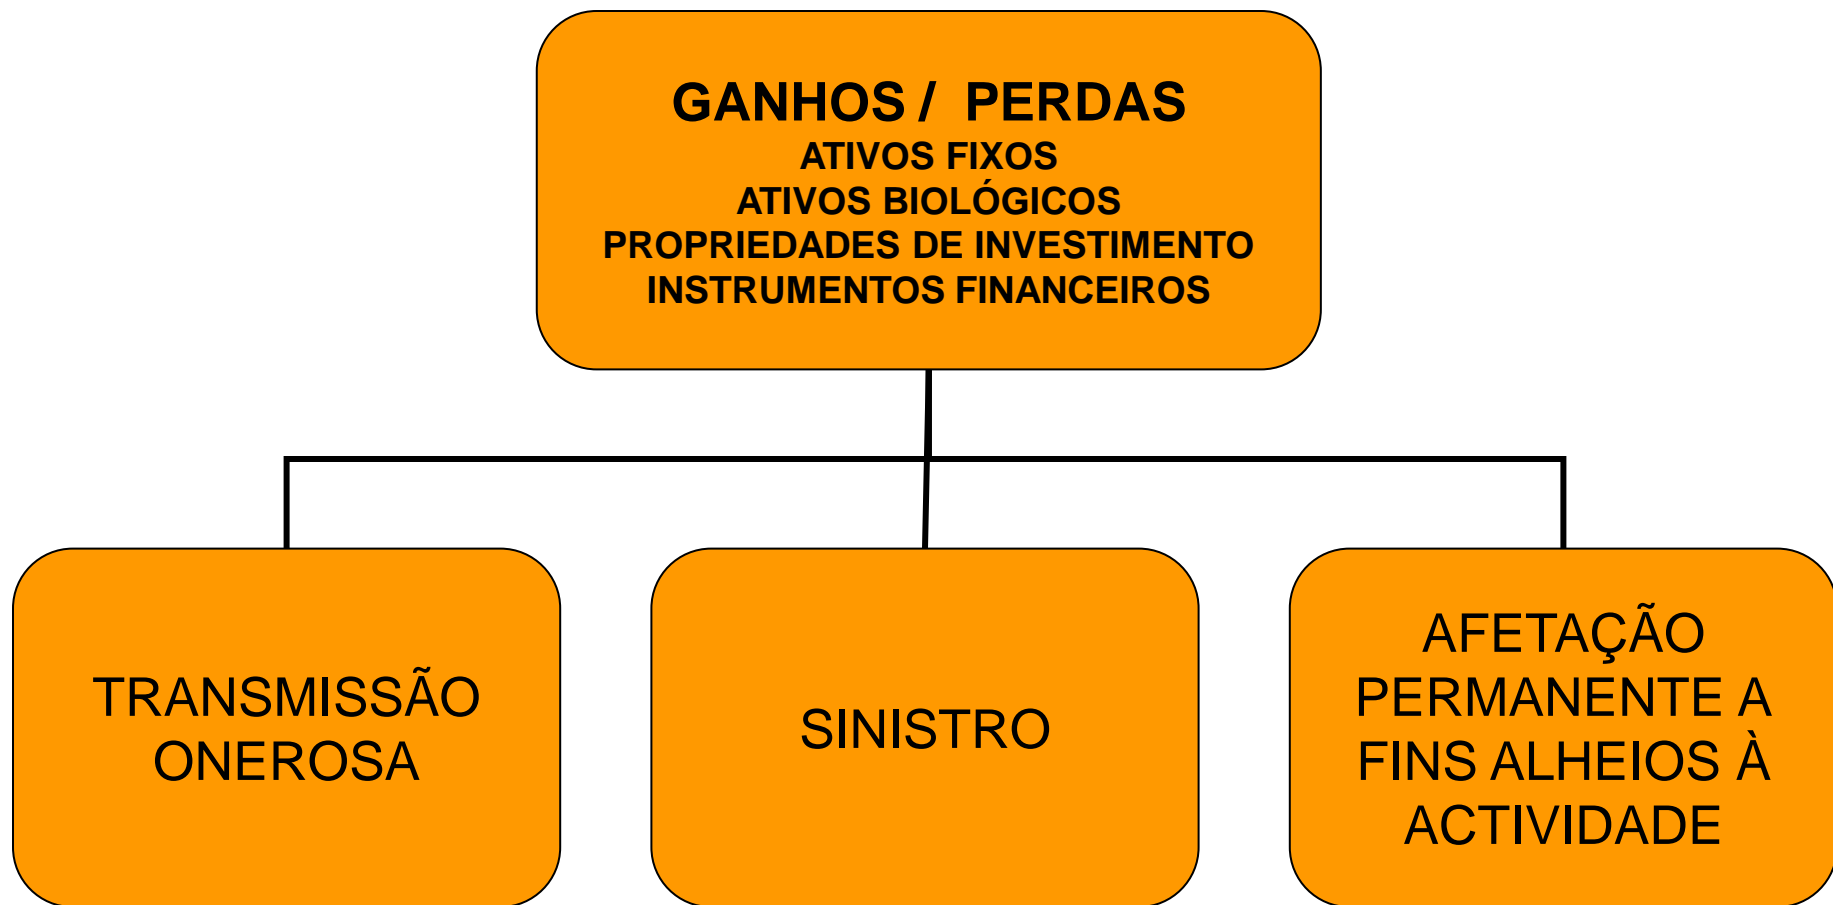 GANHOS / PERDAS
ATIVOS FIXOS
ATIVOS BIOLÓGICOS
PROPRIEDADES DE INVESTIMENTO
INSTRUMENTOS FINANCEIROS
TRANSMISSÃO
ONEROSA
SINISTRO
AFETAÇÃO
PERMANENTE A
FINS ALHEIOS À
ACTIVIDADE